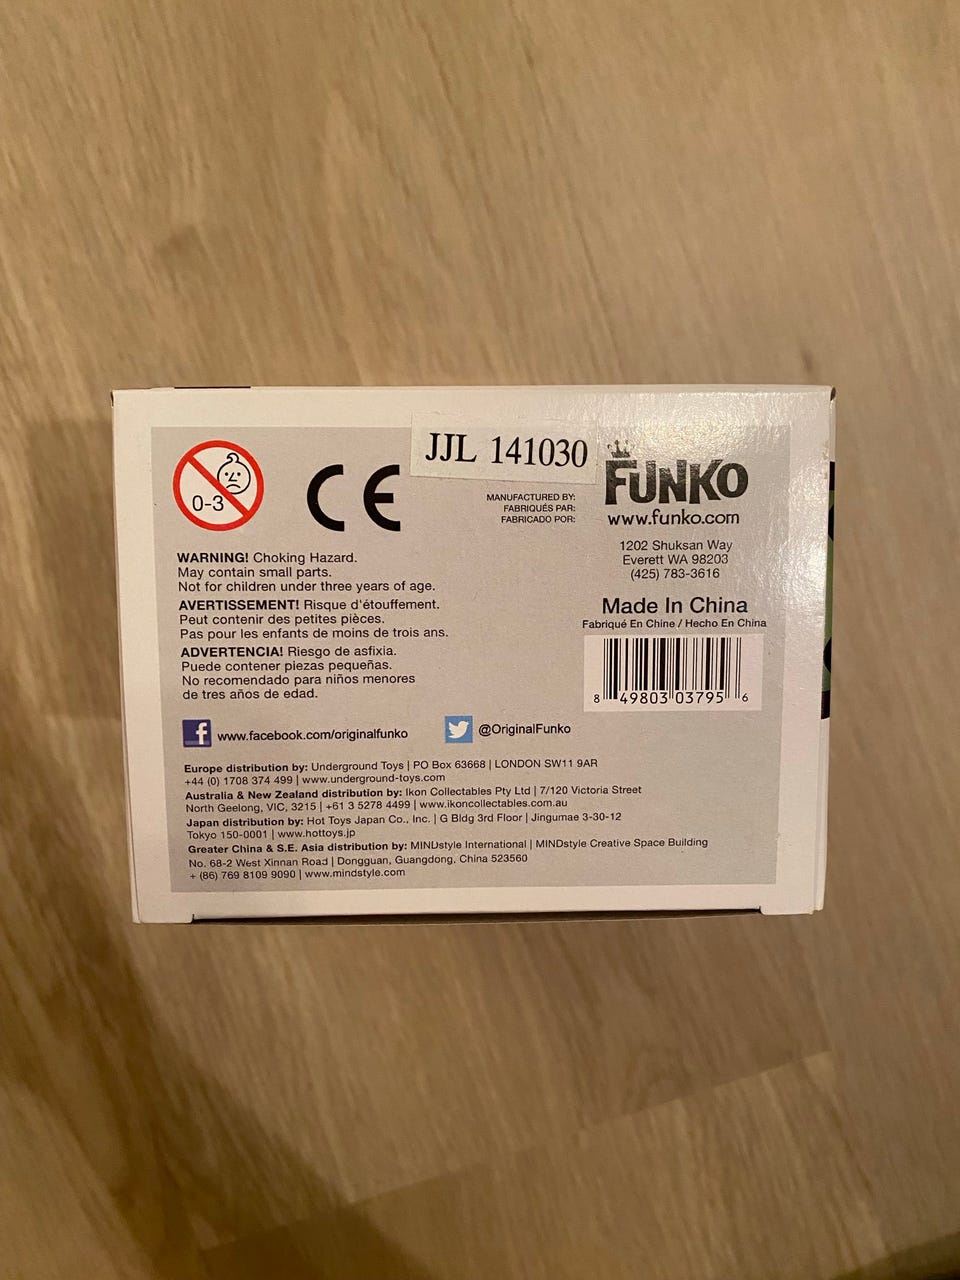 JJL 141030
0-3
CE
MANUFACTURED BY:
FABRIQUÉS PAR:
FABRICADO POR:
FUNKO
www.funko.com
1202 Shuksan Way
Everett WA 98203
(425) 783-3616
Made In China
Fabriqué En Chine / Hecho En China
8 49803 03795 6
WARNING! Choking Hazard.
May contain small parts.
Not for children under three years of age.
AVERTISSEMENT! Risque d'étouffement.
Peut contenir des petites pièces.
Pas pour les enfants de moins de trois ans.
ADVERTENCIA! Riesgo de asfixia.
Puede contener piezas pequeñas.
No recomendado para niños menores
de tres años de edad.
f www.facebook.com/originalfunko
@OriginalFunko
Europe distribution by: Underground Toys | PO Box 63668 | LONDON SW11 9AR
+44 (0) 1708 374 499 | www.underground-toys.com
Australia & New Zealand distribution by: Ikon Collectables Pty Ltd | 7/120 Victoria Street
North Geelong, VIC, 3215 | +61 3 5278 4499 | www.ikoncollectables.com.au
Japan distribution by: Hot Toys Japan Co., Inc. | G Bldg 3rd Floor | Jingumae 3-30-12
Tokyo 150-0001 | www.hottoys.jp
Greater China & S.E. Asia distribution by: MINDstyle International | MINDstyle Creative Space Building
No. 68-2 West Xinnan Road | Dongguan, Guangdong, China 523560
+ (86) 769 8109 9090 | www.mindstyle.com